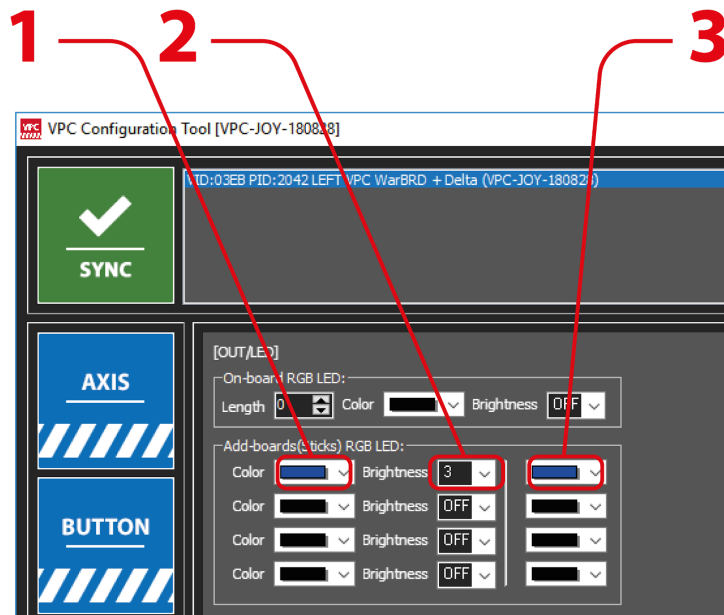 1 2 3
VPC Configuration Tool [VPC-JOY-180828]
VID:03EB PID:2042 LEFT VPC WarBRD + Delta (VPC-JOY-180828)
SYNC
AXIS
BUTTON
[OUT/LED]
On-board RGB LED:
Length 0 Color Brightness OFF
Add-boards(Sticks) RGB LED:
Color Brightness 3
Color Brightness OFF
Color Brightness OFF
Color Brightness OFF